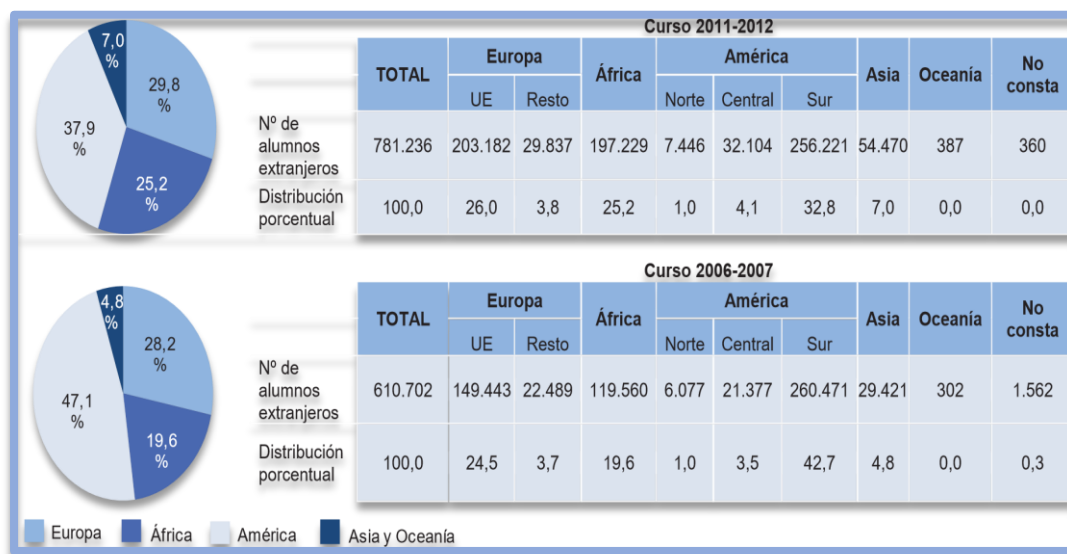 Curso 2011-2012
7,0
%
29,8
%
37,9
%
25,2
%
TOTAL Europa África América Asia Oceanía No
consta
UE Resto Norte Central Sur
Nº de
alumnos
extranjeros
781.236 203.182 29.837 197.229 7.446 32.104 256.221 54.470 387 360
Distribución
porcentual
100,0 26,0 3,8 25,2 1,0 4,1 32,8 7,0 0,0 0,0
Curso 2006-2007
4,8
%
28,2
%
47,1
%
19,6
%
TOTAL Europa África América Asia Oceanía No
consta
UE Resto Norte Central Sur
Nº de
alumnos
extranjeros
610.702 149.443 22.489 119.560 6.077 21.377 260.471 29.421 302 1.562
Distribución
porcentual
100,0 24,5 3,7 19,6 1,0 3,5 42,7 4,8 0,0 0,3
Europa África América Asia y Oceanía